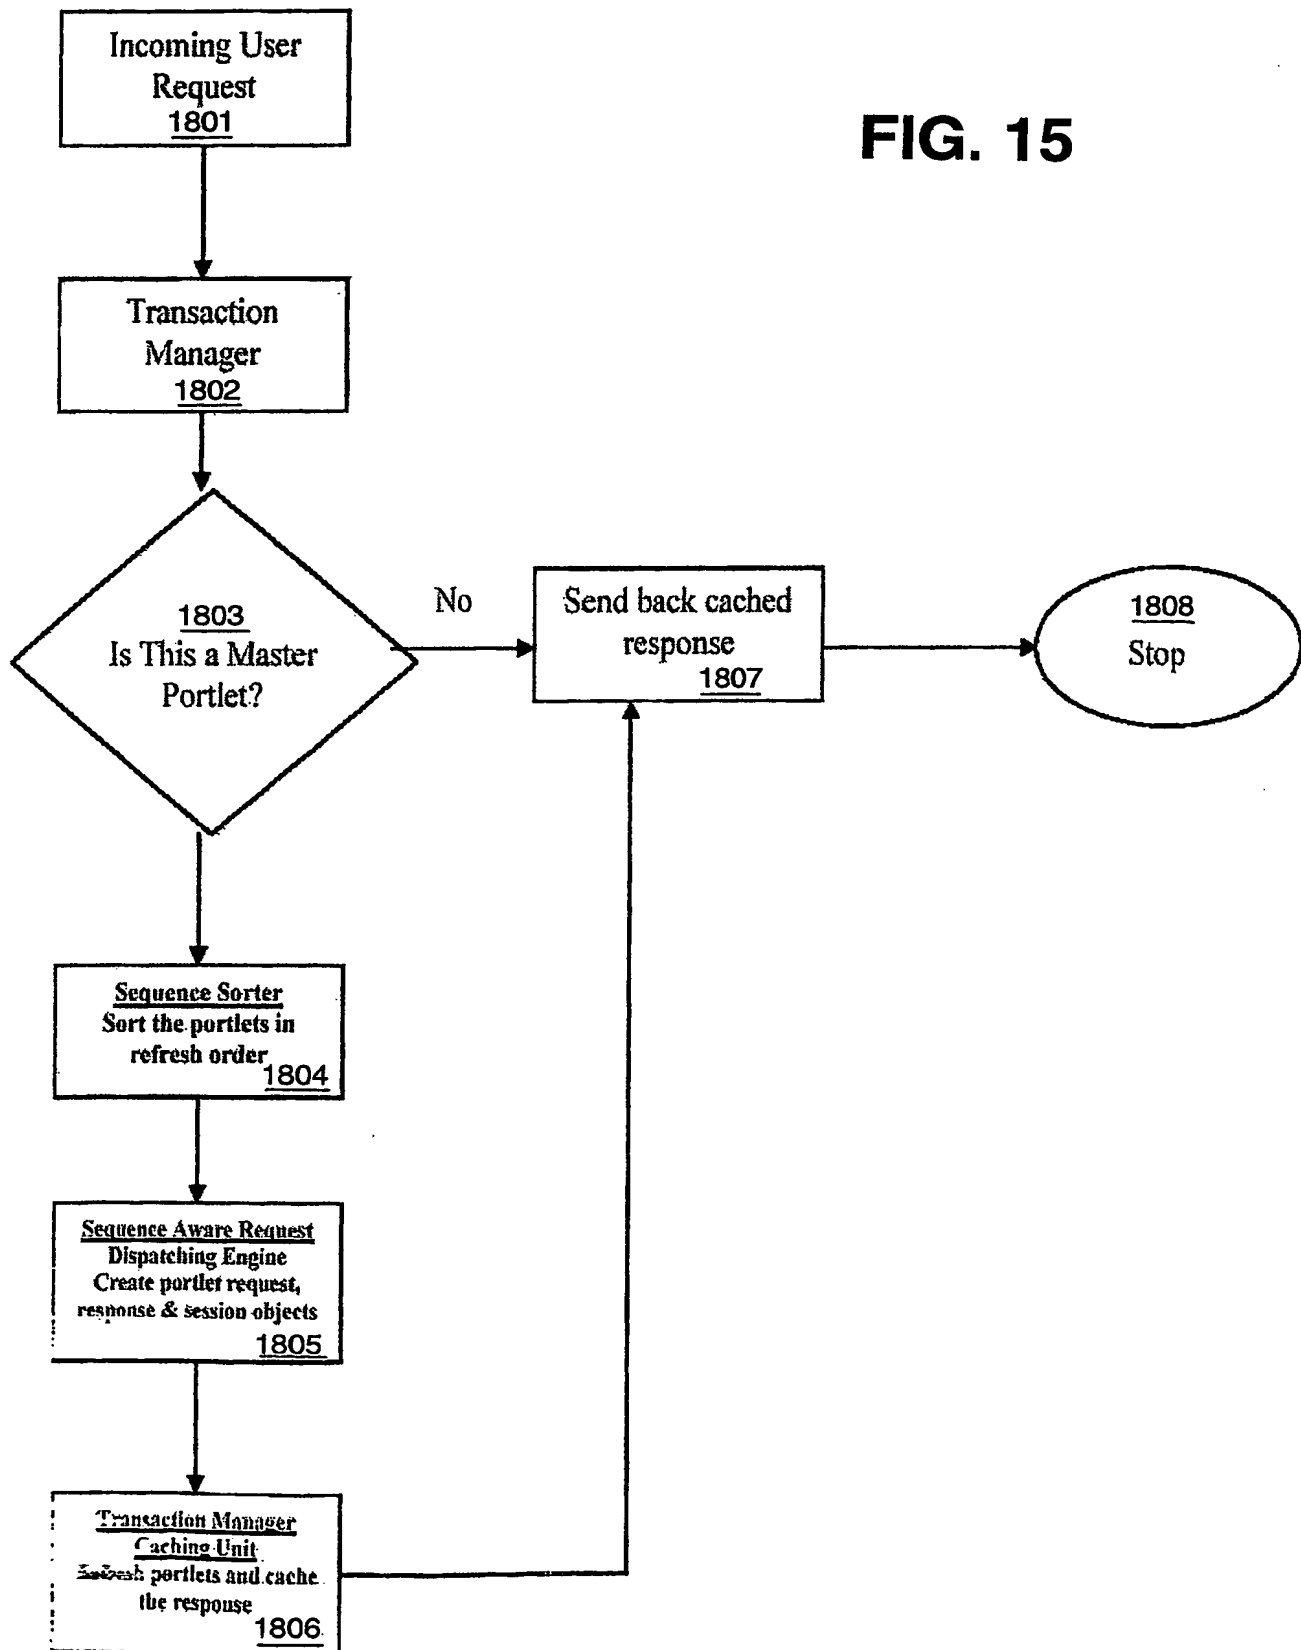 Incoming User
Request
1801
FIG. 15
Transaction
Manager
1802
1803
Is This a Master
Portlet?
No
Send back cached
response
1807
1808
Stop
Sequence Sorter
Sort the portlets in
refresh order
1804
Sequence Aware Request
Dispatching Engine
Create portlet request,
response & session objects
1805
Transaction Manager
Caching Unit
Refresh portlets and cache
the response
1806